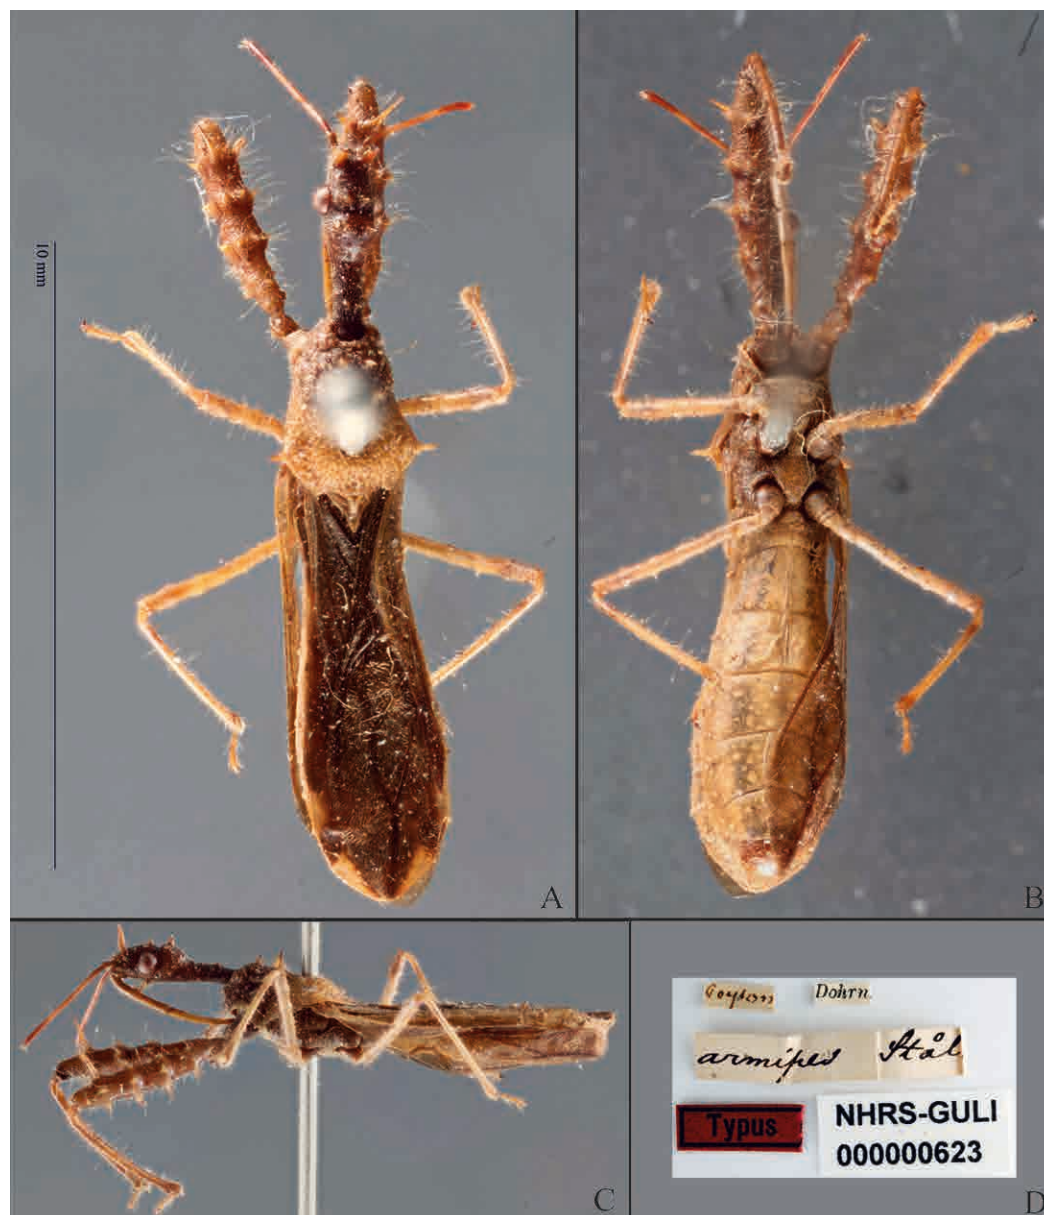 10 mm
A
B
C
Ceylon Dohrn.
armipes Stål
Typus
NHRS-GULI
000000623
D